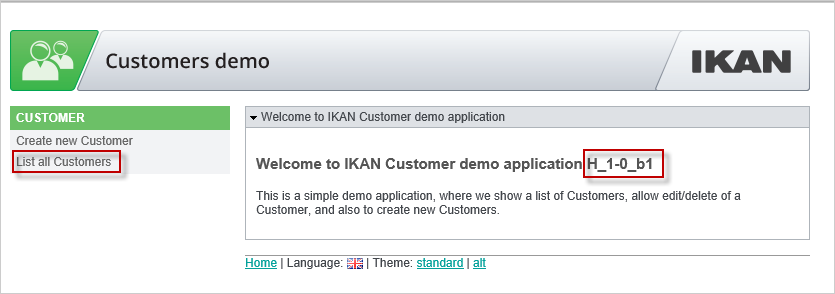 Customers demo
IKAN
CUSTOMER
Create new Customer
List all Customers
Welcome to IKAN Customer demo application
Welcome to IKAN Customer demo application H_1-0_b1
This is a simple demo application, where we show a list of Customers, allow edit/delete of a
Customer, and also to create new Customers.
Home | Language: | Theme: standard | alt